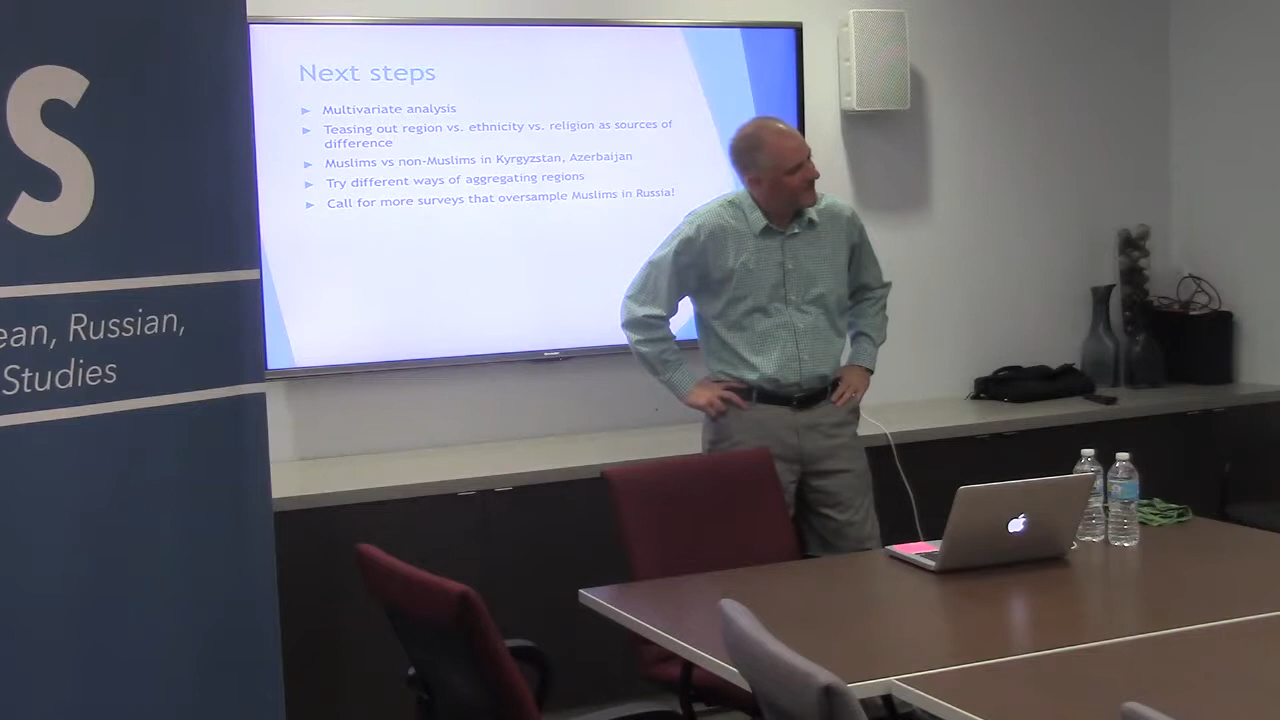 S
ean, Russian,
Studies
Next steps
Multivariate analysis
Teasing out region vs. ethnicity vs. religion as sources of
difference
Muslims vs non-Muslims in Kyrgyzstan, Azerbaijan
Try different ways of aggregating regions
Call for more surveys that oversample Muslims in Russia!